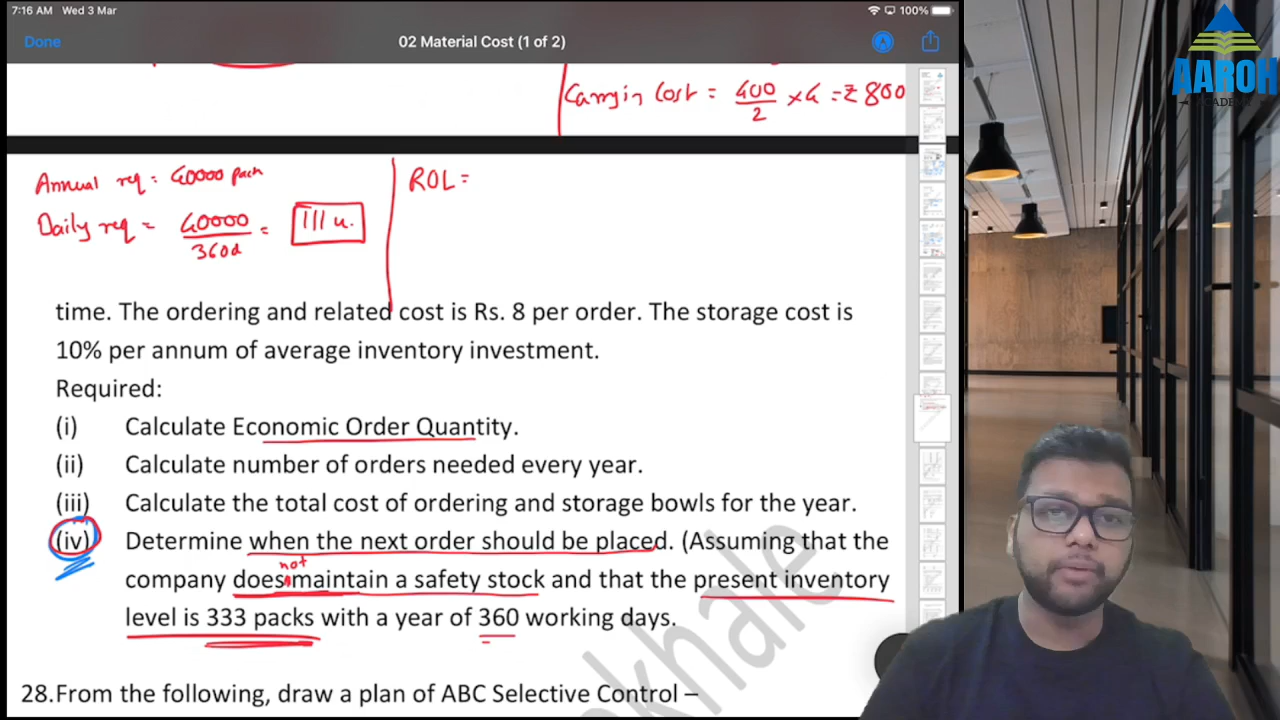 7:16 AM Wed 3 Mar
100%
Done
02 Material Cost (1 of 2)
AAROH
ACADEMY
Carryin Cost = 400/2 × 4 = ₹ 800
Annual req = 40000 pack
Daily req = 40000/360d = 111 u.
ROL =
time. The ordering and related cost is Rs. 8 per order. The storage cost is
10% per annum of average inventory investment.
Required:
(i) Calculate Economic Order Quantity.
(ii) Calculate number of orders needed every year.
(iii) Calculate the total cost of ordering and storage bowls for the year.
(iv) Determine when the next order should be placed. (Assuming that the
not
company does maintain a safety stock and that the present inventory
level is 333 packs with a year of 360 working days.
28.From the following, draw a plan of ABC Selective Control –